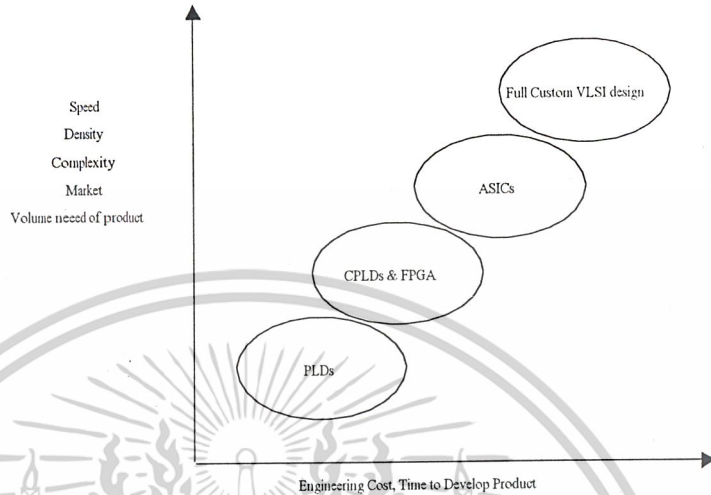 Full Custom VLSI design
Speed
Density
Complexity
Market
Volume neeed of product
ASICs
CPLDs & FPGA
PLDs
Engineering Cost, Time to Develop Product